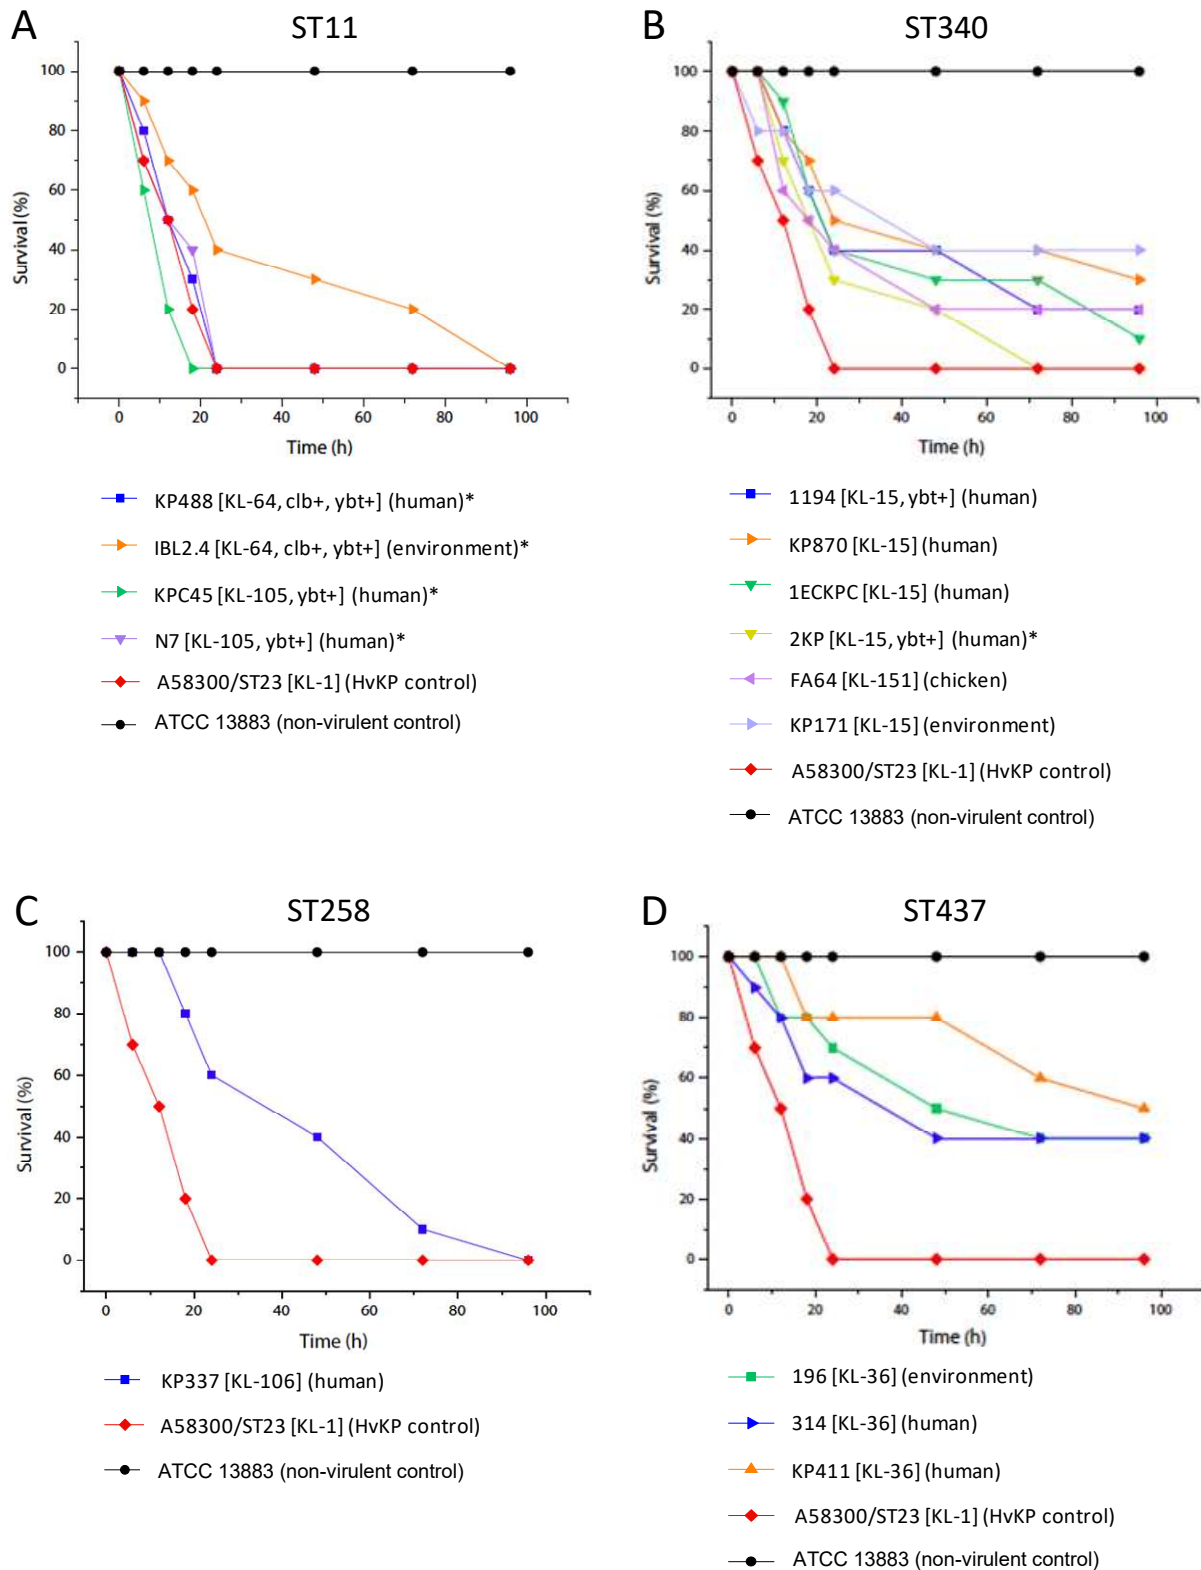 A
ST11
100
80
60
40
20
0
Survival (%)
0 20 40 60 80 100
Time (h)
KP488 [KL-64, clb+, ybt+] (human)*
IBL2.4 [KL-64, clb+, ybt+] (environment)*
KPC45 [KL-105, ybt+] (human)*
N7 [KL-105, ybt+] (human)*
A58300/ST23 [KL-1] (HvKP control)
ATCC 13883 (non-virulent control)
B
ST340
100
80
60
40
20
0
Survival (%)
0 20 40 60 80 100
Time (h)
1194 [KL-15, ybt+] (human)
KP870 [KL-15] (human)
1ECKPC [KL-15] (human)
2KP [KL-15, ybt+] (human)*
FA64 [KL-151] (chicken)
KP171 [KL-15] (environment)
A58300/ST23 [KL-1] (HvKP control)
ATCC 13883 (non-virulent control)
C
ST258
100
80
60
40
20
0
Survival (%)
0 20 40 60 80 100
Time (h)
KP337 [KL-106] (human)
A58300/ST23 [KL-1] (HvKP control)
ATCC 13883 (non-virulent control)
D
ST437
100
80
60
40
20
0
Survival (%)
0 20 40 60 80 100
Time (h)
196 [KL-36] (environment)
314 [KL-36] (human)
KP411 [KL-36] (human)
A58300/ST23 [KL-1] (HvKP control)
ATCC 13883 (non-virulent control)